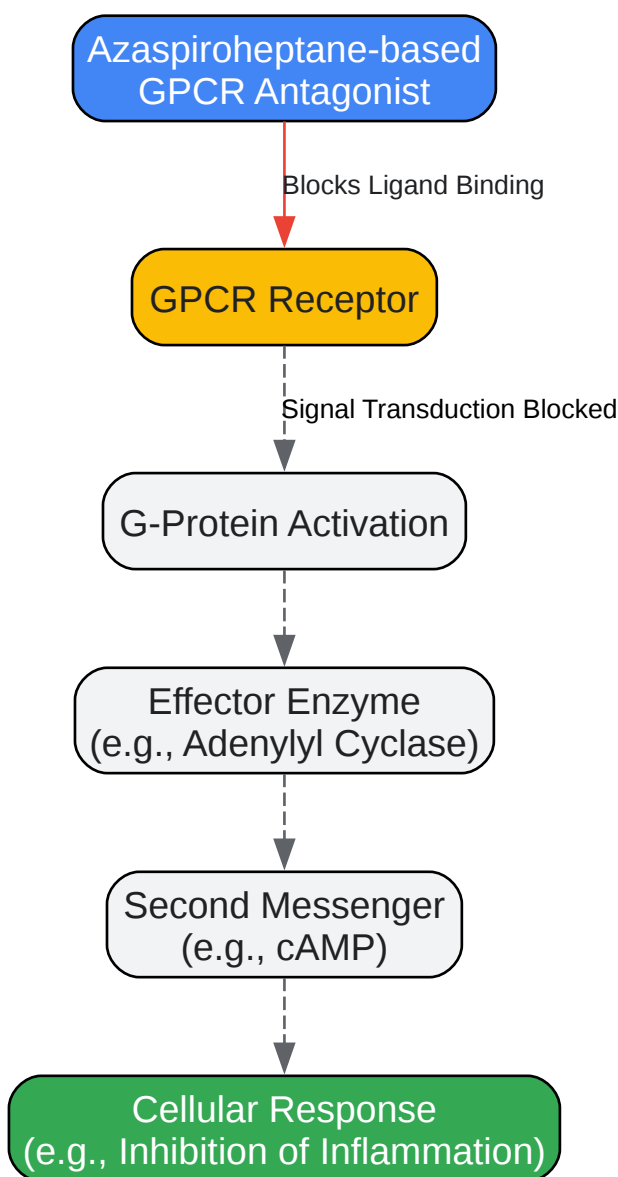 Azaspiroheptane-based
GPCR Antagonist
Blocks Ligand Binding
GPCR Receptor
Signal Transduction Blocked
G-Protein Activation
Effector Enzyme
(e.g., Adenylyl Cyclase)
Second Messenger
(e.g., cAMP)
Cellular Response
(e.g., Inhibition of Inflammation)